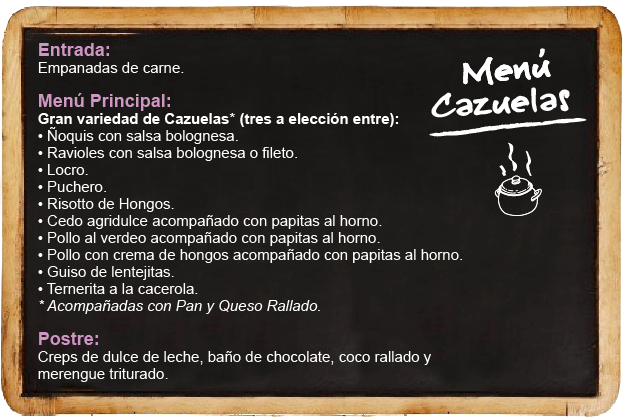 Menú
Cazuelas
Entrada:
Empanadas de carne.
Menú Principal:
Gran variedad de Cazuelas* (tres a elección entre):
• Ñoquis con salsa bolognesa.
• Ravioles con salsa bolognesa o fileto.
• Locro.
• Puchero.
• Risotto de Hongos.
• Cedo agridulce acompañado con papitas al horno.
• Pollo al verdeo acompañado con papitas al horno.
• Pollo con crema de hongos acompañado con papitas al horno.
• Guiso de lentejitas.
• Ternerita a la cacerola.
* Acompañadas con Pan y Queso Rallado.
Postre:
Creps de dulce de leche, baño de chocolate, coco rallado y
merengue triturado.